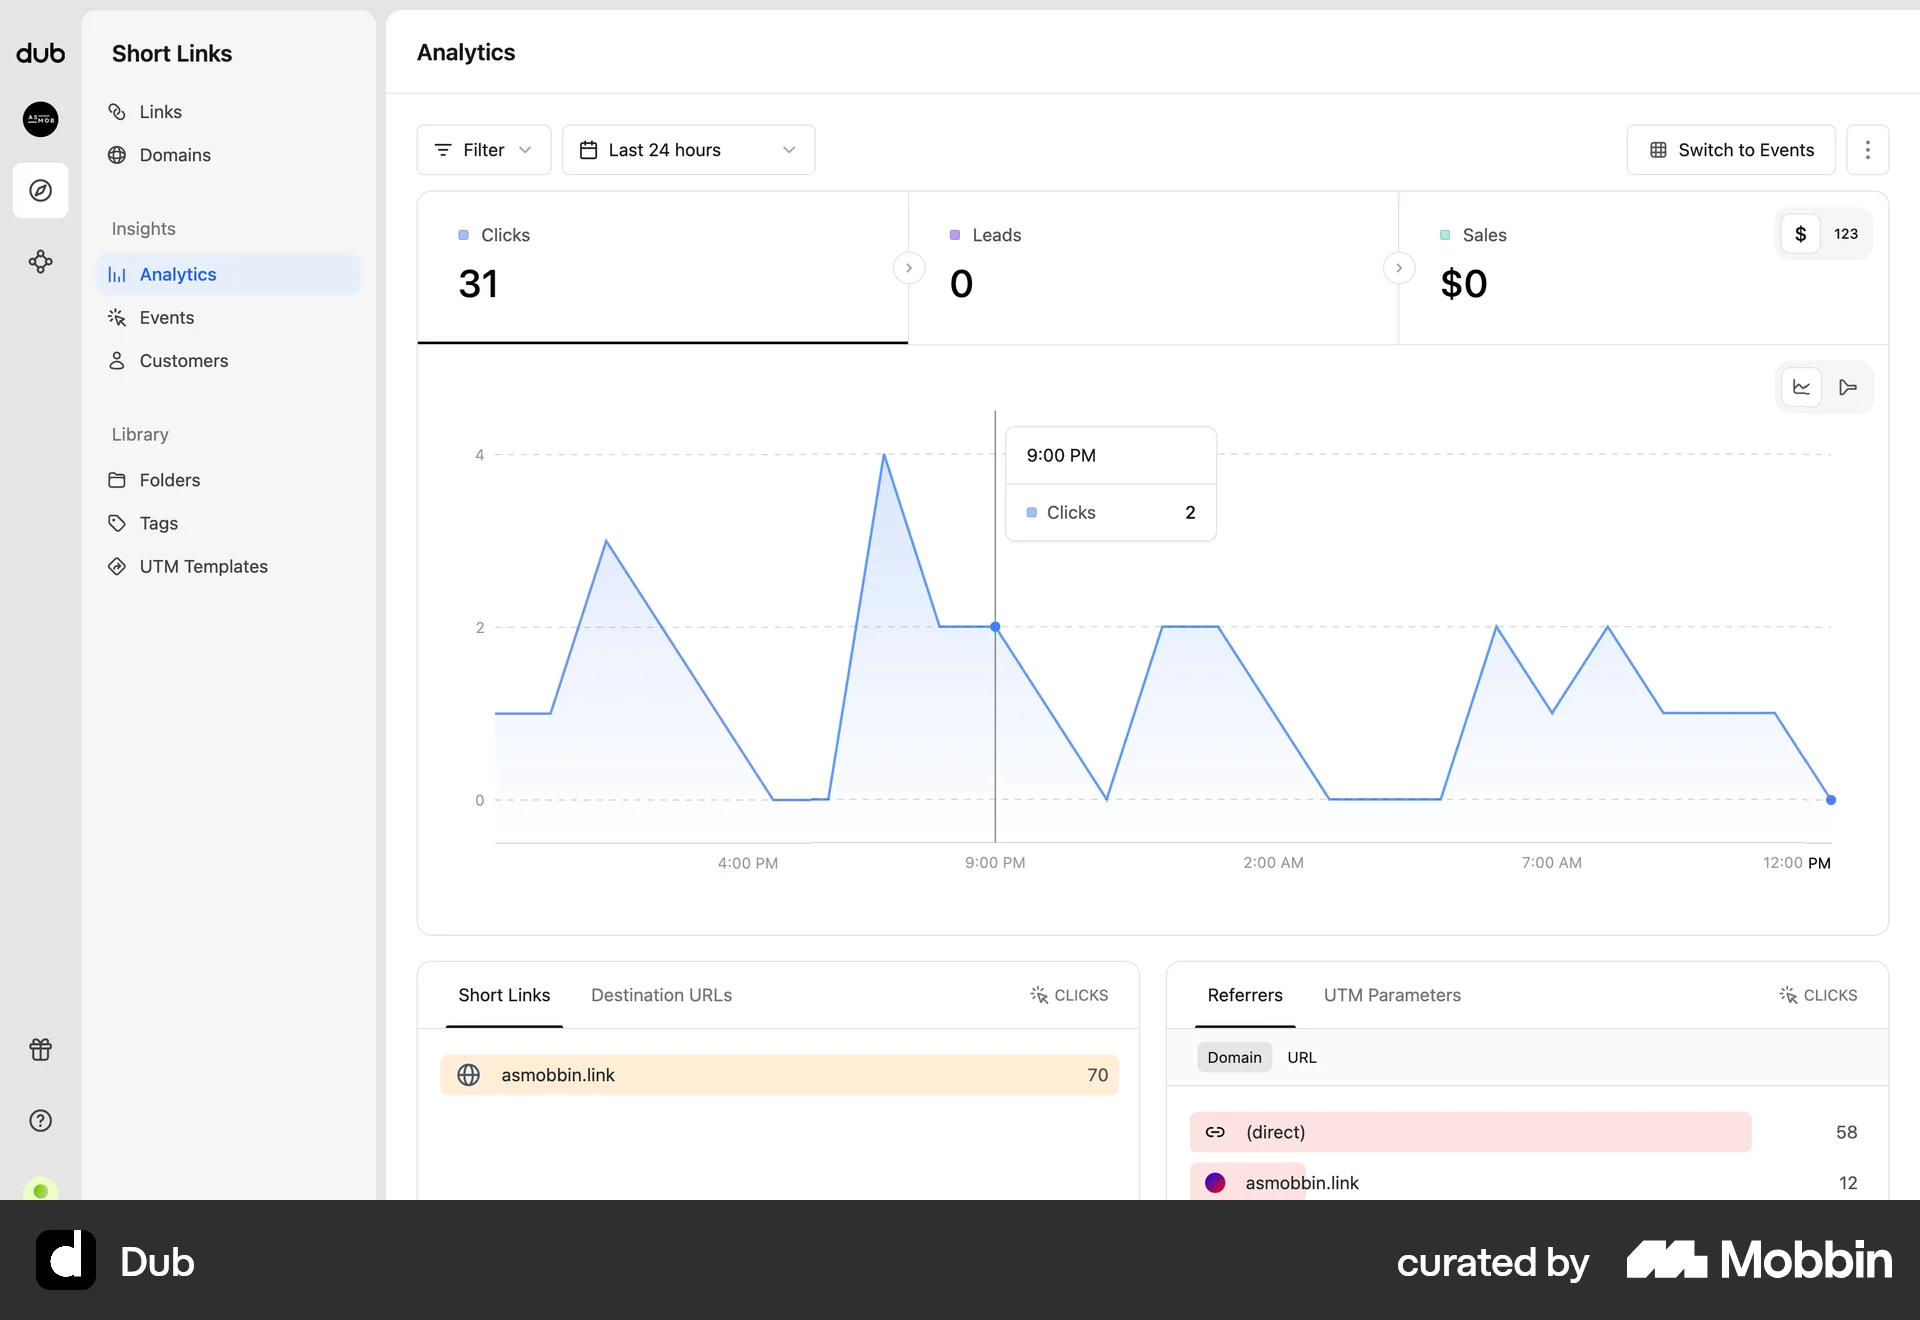 dub
AS
MOB
Short Links
Links
Domains
Insights
Analytics
Events
Customers
Library
Folders
Tags
UTM Templates
Analytics
Filter
Last 24 hours
Switch to Events
Clicks
31
Leads
0
Sales
$0
$
123
4
2
0
9:00 PM
Clicks 2
4:00 PM
9:00 PM
2:00 AM
7:00 AM
12:00 PM
Short Links
Destination URLs
CLICKS
asmobbin.link
70
Referrers
UTM Parameters
CLICKS
Domain
URL
(direct)
58
asmobbin.link
12
Dub
curated by
Mobbin